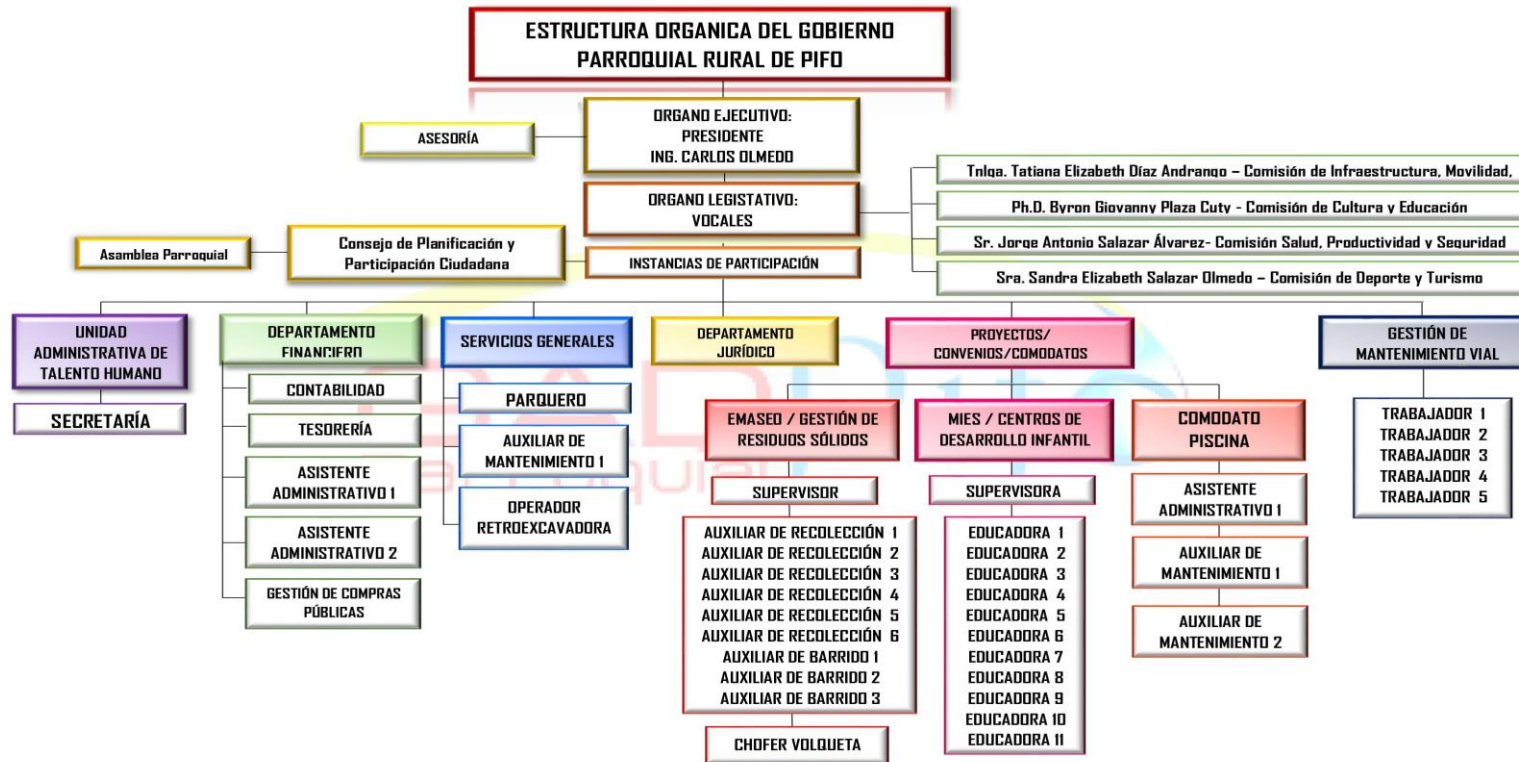 ESTRUCTURA ORGANICA DEL GOBIERNO
PARROQUIAL RURAL DE PIFO
ORGANO EJECUTIVO:
PRESIDENTE
ING. CARLOS OLMEDO
ASESORÍA
ORGANO LEGISTATIVO:
VOCALES
Tnlga. Tatiana Elizabeth Díaz Andrango – Comisión de Infraestructura, Movilidad,
Ph.D. Byron Giovanny Plaza Cuty - Comisión de Cultura y Educación
Sr. Jorge Antonio Salazar Álvarez- Comisión Salud, Productividad y Seguridad
Sra. Sandra Elizabeth Salazar Olmedo – Comisión de Deporte y Turismo
Asamblea Parroquial
Consejo de Planificación y
Participación Ciudadana
INSTANCIAS DE PARTICIPACIÓN
UNIDAD
ADMINISTRATIVA DE
TALENTO HUMANO
SECRETARÍA
DEPARTAMENTO
FINANCIERO
CONTABILIDAD
TESORERÍA
ASISTENTE
ADMINISTRATIVO 1
ASISTENTE
ADMINISTRATIVO 2
GESTIÓN DE COMPRAS
PÚBLICAS
SERVICIOS GENERALES
PARQUERO
AUXILIAR DE
MANTENIMIENTO 1
OPERADOR
RETROEXCAVADORA
DEPARTAMENTO
JURÍDICO
PROYECTOS/
CONVENIOS/COMODATOS
EMASEO / GESTIÓN DE
RESIDUOS SÓLIDOS
SUPERVISOR
AUXILIAR DE RECOLECCIÓN 1
AUXILIAR DE RECOLECCIÓN 2
AUXILIAR DE RECOLECCIÓN 3
AUXILIAR DE RECOLECCIÓN 4
AUXILIAR DE RECOLECCIÓN 5
AUXILIAR DE RECOLECCIÓN 6
AUXILIAR DE BARRIDO 1
AUXILIAR DE BARRIDO 2
AUXILIAR DE BARRIDO 3
CHOFER VOLQUETA
MIES / CENTROS DE
DESARROLLO INFANTIL
SUPERVISORA
EDUCADORA 1
EDUCADORA 2
EDUCADORA 3
EDUCADORA 4
EDUCADORA 5
EDUCADORA 6
EDUCADORA 7
EDUCADORA 8
EDUCADORA 9
EDUCADORA 10
EDUCADORA 11
COMODATO
PISCINA
ASISTENTE
ADMINISTRATIVO 1
AUXILIAR DE
MANTENIMIENTO 1
AUXILIAR DE
MANTENIMIENTO 2
GESTIÓN DE
MANTENIMIENTO VIAL
TRABAJADOR 1
TRABAJADOR 2
TRABAJADOR 3
TRABAJADOR 4
TRABAJADOR 5